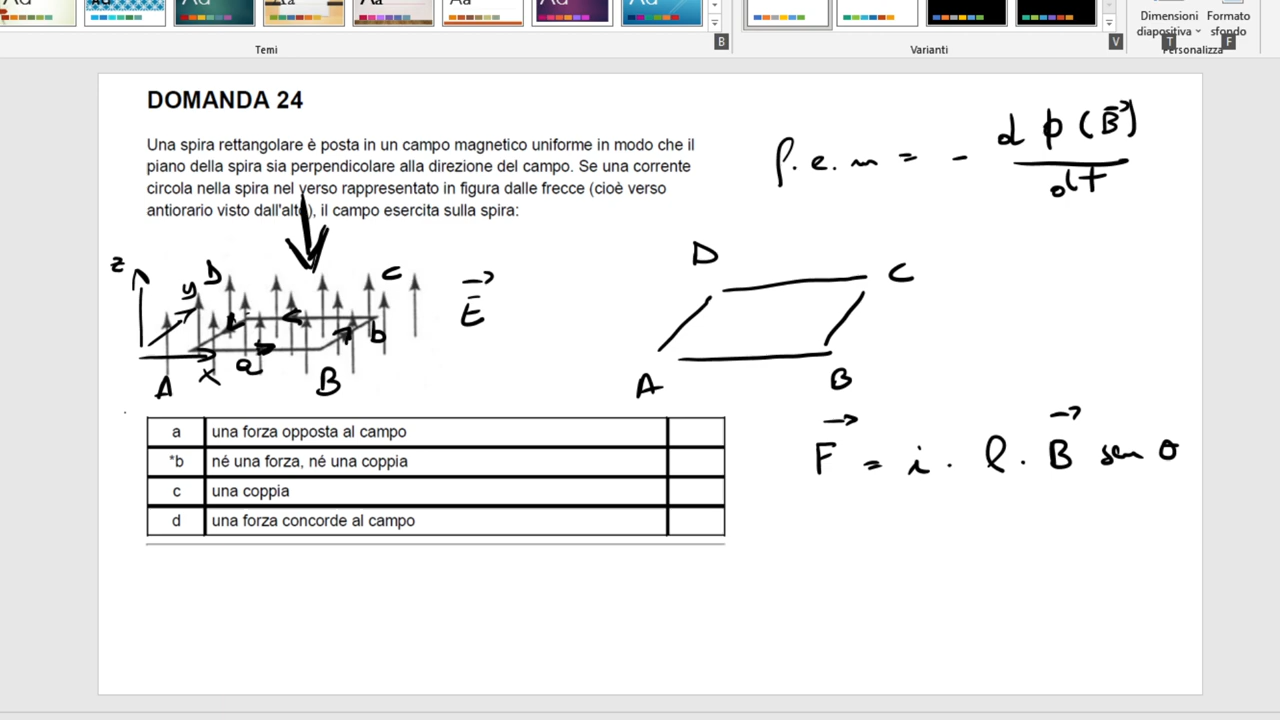 Aa
Aa
Temi
B
Varianti
V
Dimensioni
diapositiva
T
Formato
sfondo
F
Personalizza
DOMANDA 24
Una spira rettangolare è posta in un campo magnetico uniforme in modo che il
piano della spira sia perpendicolare alla direzione del campo. Se una corrente
circola nella spira nel verso rappresentato in figura dalle frecce (cioè verso
antiorario visto dall'alto), il campo esercita sulla spira:
f.e.m = - dϕ(B⃗)/dt
z
y
x
D
C
A
B
a
b
E⃗
D
C
A
B
a una forza opposta al campo
*b né una forza, né una coppia
c una coppia
d una forza concorde al campo
F⃗ = i · l · B⃗ sen θ